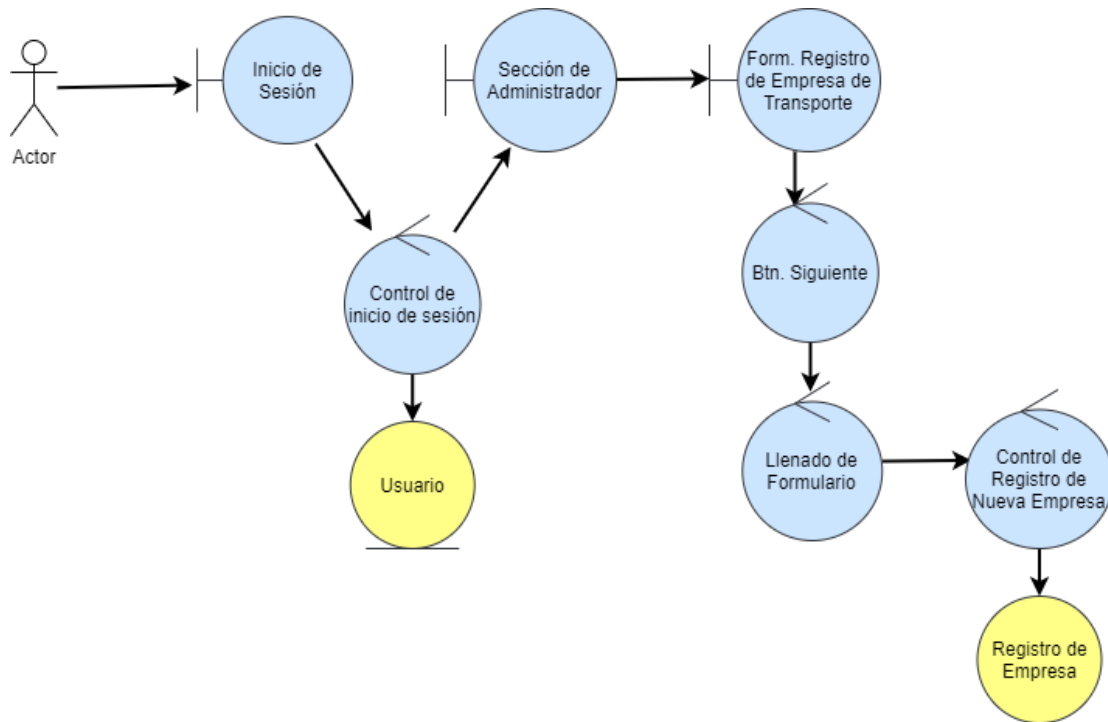 Actor
Inicio de
Sesión
Sección de
Administrador
Form. Registro
de Empresa de
Transporte
Control de
inicio de sesión
Btn. Siguiente
Usuario
Llenado de
Formulario
Control de
Registro de
Nueva Empresa
Registro de
Empresa